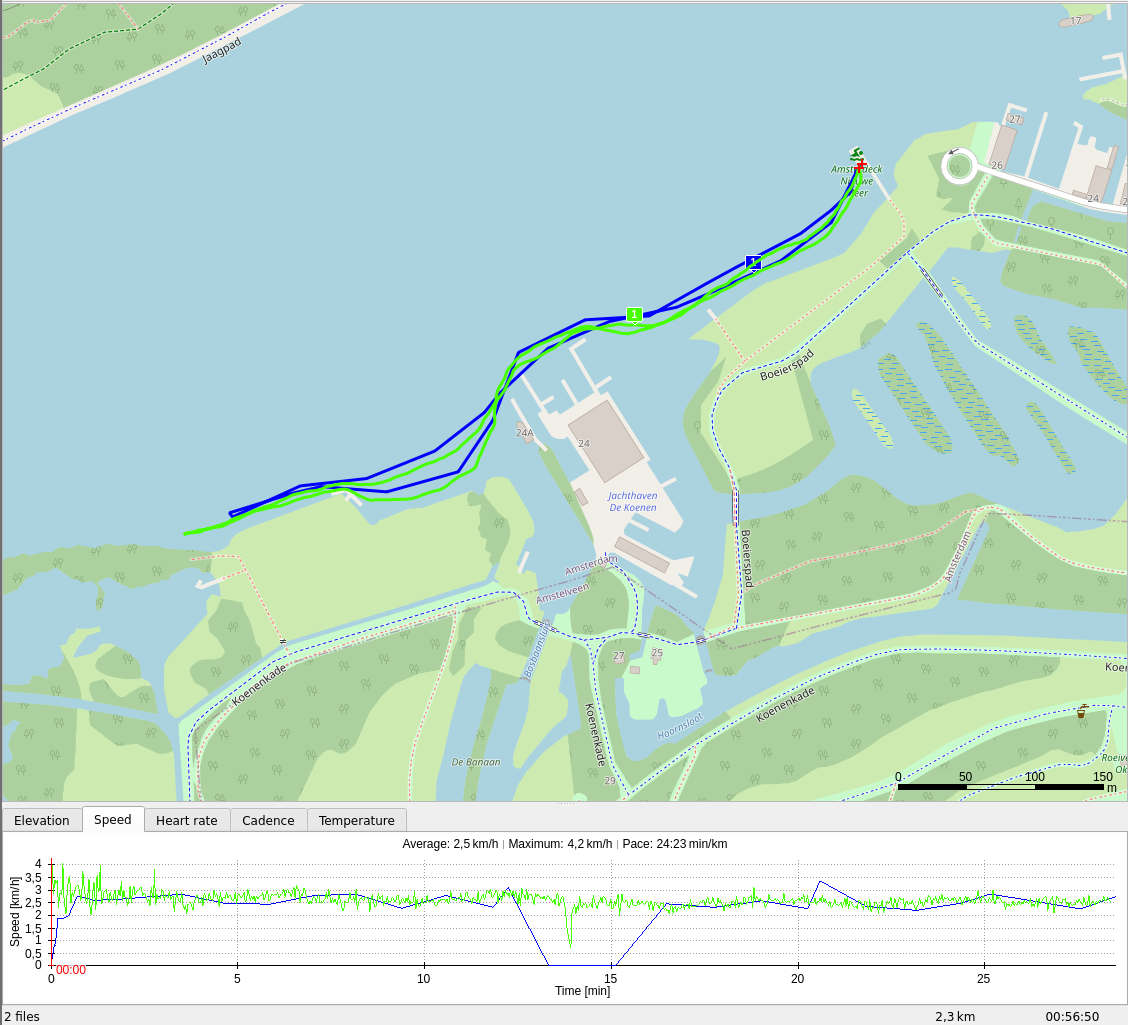 Jaagpad
17
27
26
24
2
Amsterdeck
Nieuwe
Meer
1
1
Boeierspad
24A
24
Jachthaven
De Koenen
Boeierspad
Amsterdam
Amsterdam
Amstelveen
Bosbaansluis
27
25
Koenenkade
Koenenkade
Koenenkade
Hoornsloot
Koer
De Banaan
29
Roeive
Ok
0 50 100 150
m
Elevation Speed Heart rate Cadence Temperature
Average: 2,5 km/h | Maximum: 4,2 km/h | Pace: 24:23 min/km
Speed [km/h]
4
3,5
3
2,5
2
1,5
1
0,5
0
00:00
0 5 10 15 20 25
Time [min]
2 files 2,3 km 00:56:50